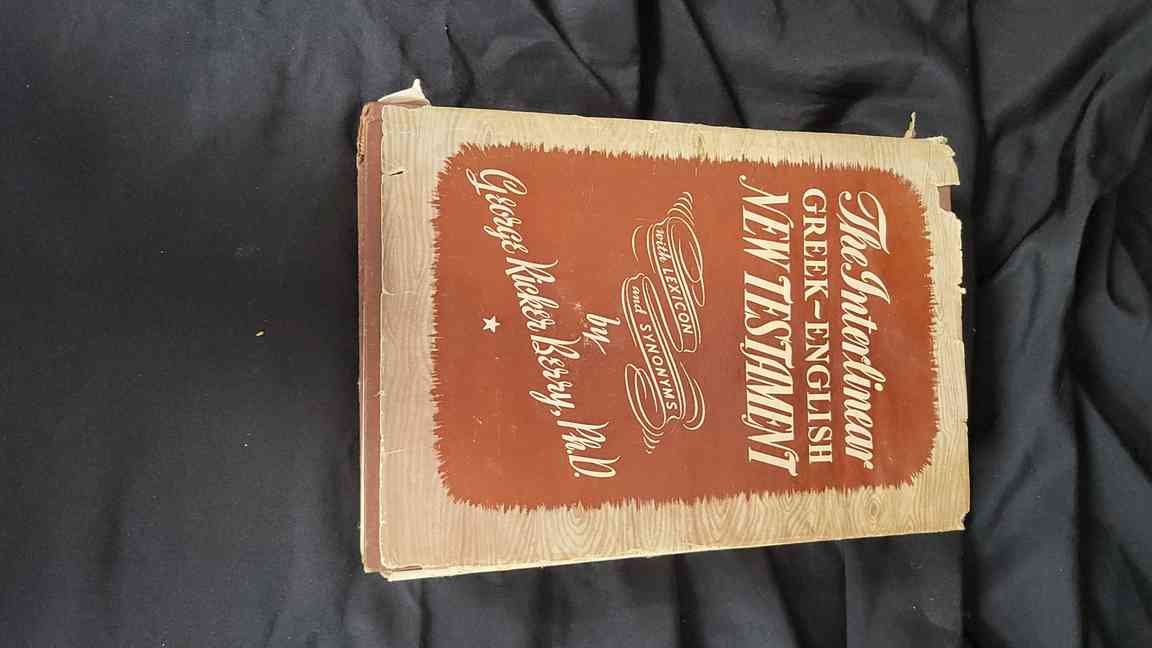 The Interlinear
GREEK-ENGLISH
NEW TESTAMENT
with LEXICON
and SYNONYMS
by
George Ricker Berry, Ph.D.